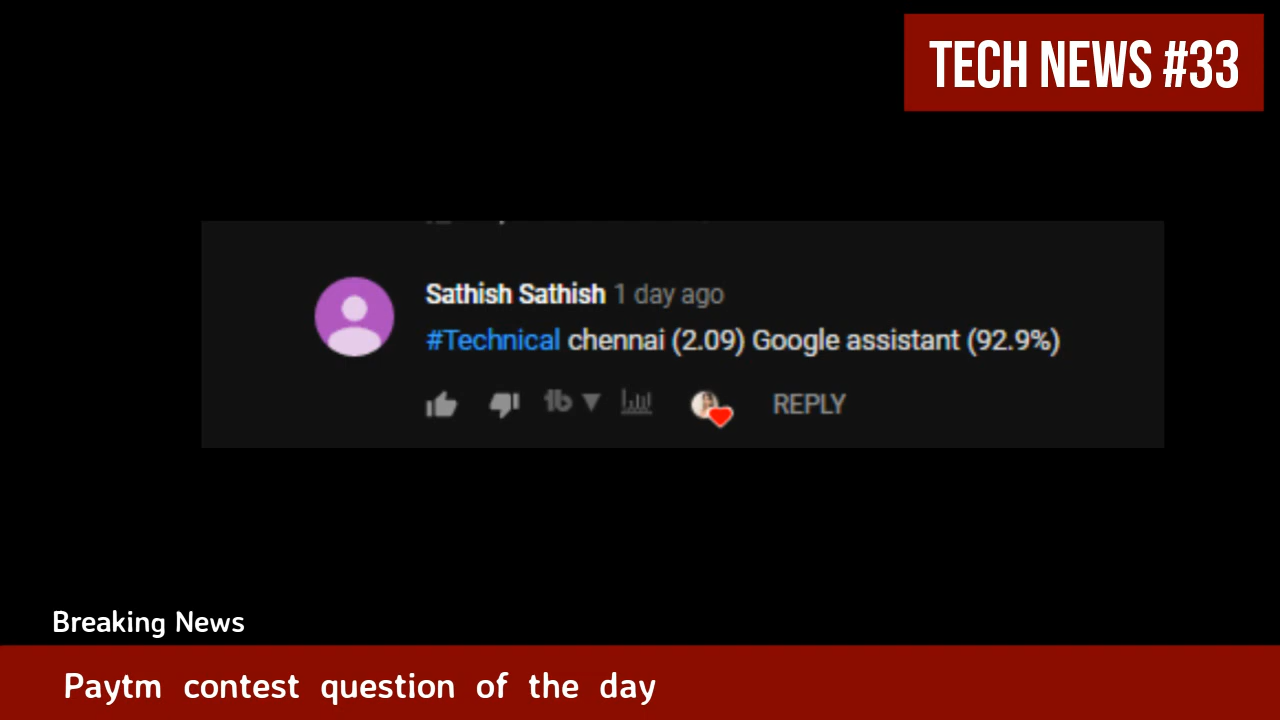 TECH NEWS #33
Sathish Sathish 1 day ago
#Technical chennai (2.09) Google assistant (92.9%)
REPLY
Breaking News
Paytm contest question of the day